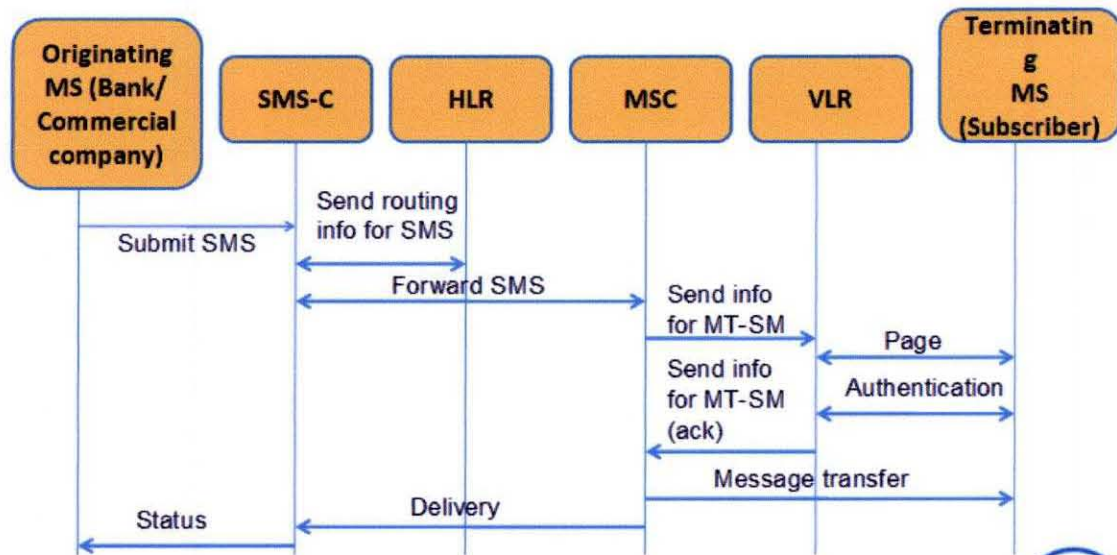 Originating
MS (Bank/
Commercial
company)
SMS-C
HLR
MSC
VLR
Terminatin
g
MS
(Subscriber)
Submit SMS
Send routing
info for SMS
Forward SMS
Send info
for MT-SM
Page
Send info
for MT-SM
(ack)
Authentication
Message transfer
Delivery
Status